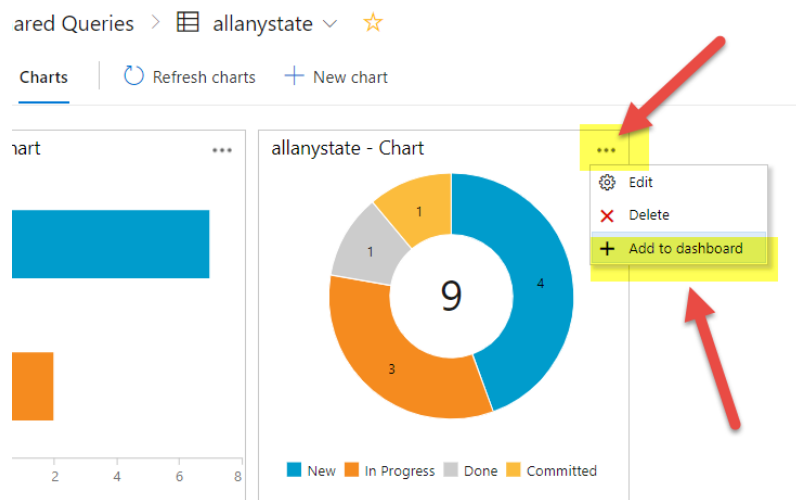 ared Queries > allanystate
Charts Refresh charts New chart
hart
allanystate - Chart
Edit
Delete
Add to dashboard
1
1
4
9
3
New In Progress Done Committed
2 4 6 8